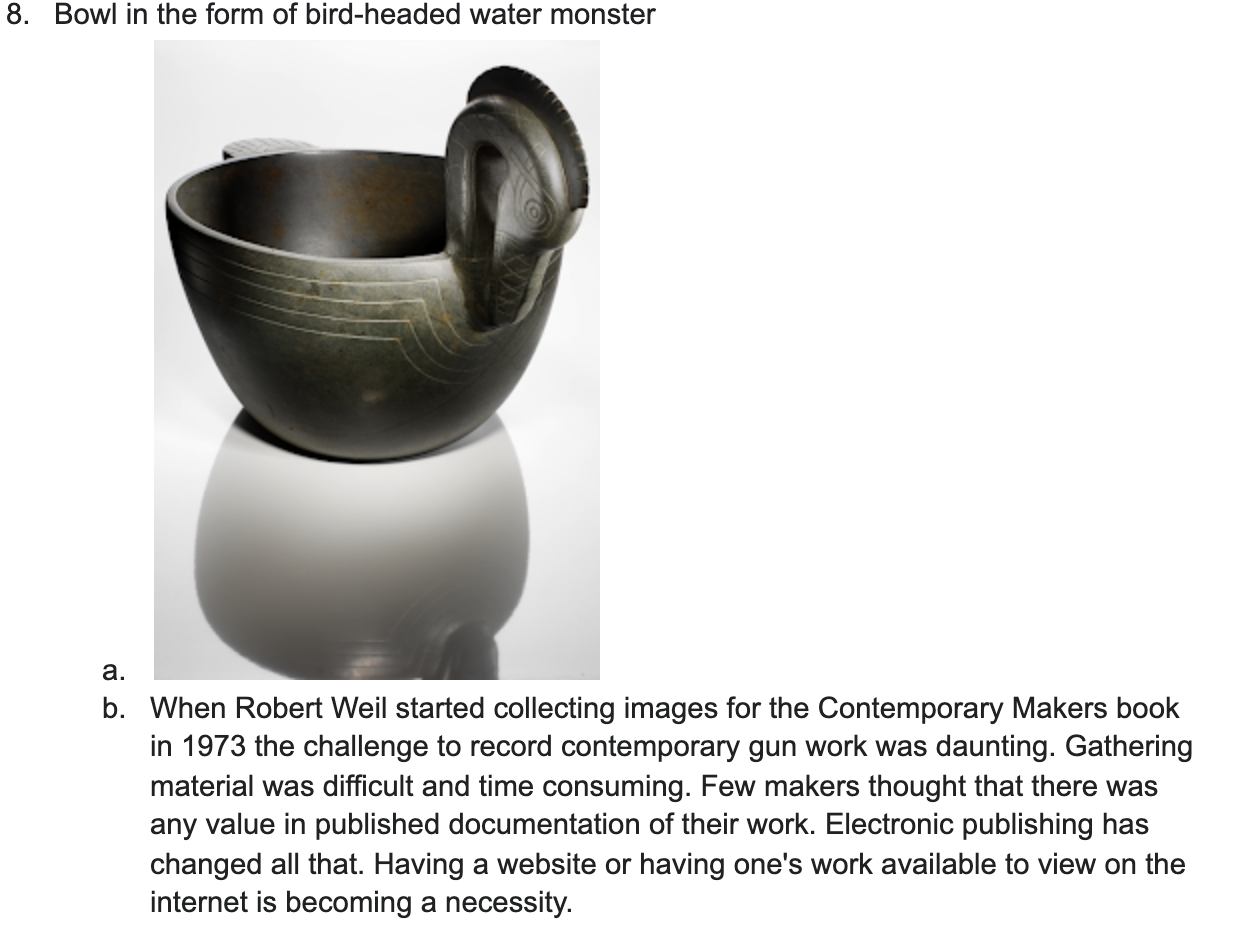 8. Bowl in the form of bird-headed water monster
a.
b. When Robert Weil started collecting images for the Contemporary Makers book
in 1973 the challenge to record contemporary gun work was daunting. Gathering
material was difficult and time consuming. Few makers thought that there was
any value in published documentation of their work. Electronic publishing has
changed all that. Having a website or having one's work available to view on the
internet is becoming a necessity.